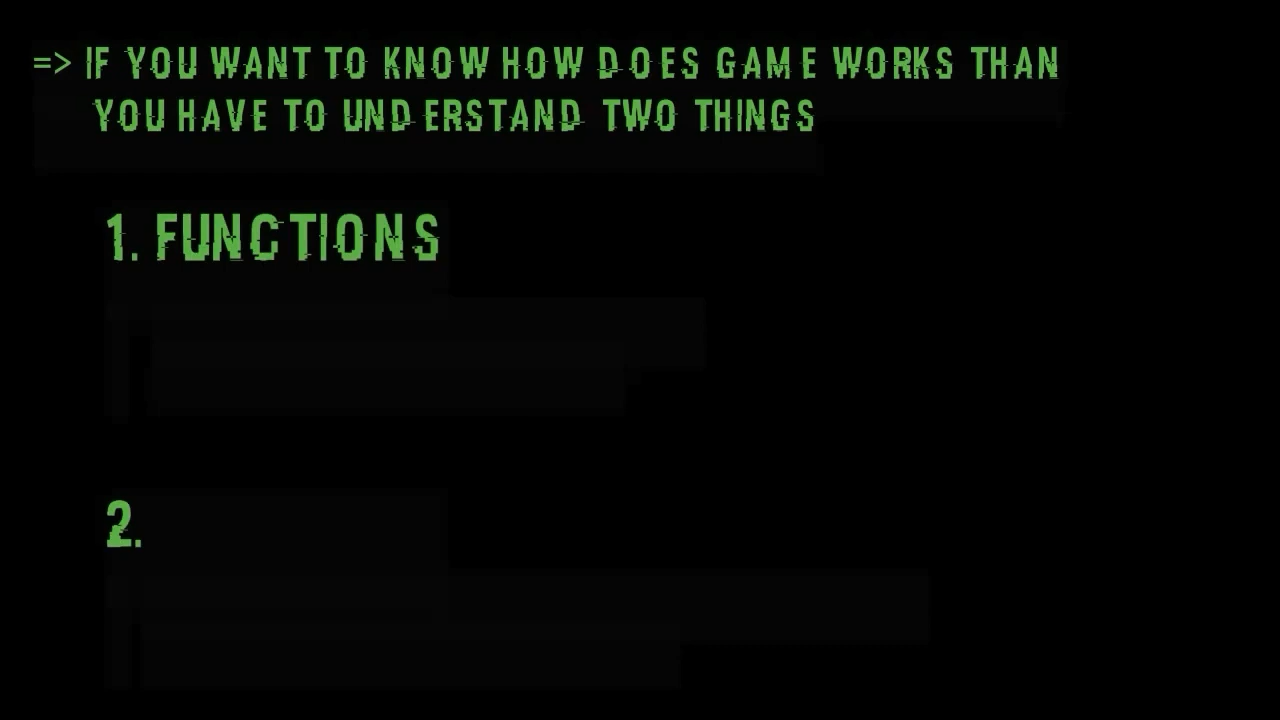 => IF YOU WANT TO KNOW HOW DOES GAME WORKS THAN
YOU HAVE TO UNDERSTAND TWO THINGS
1. FUNCTIONS
2.